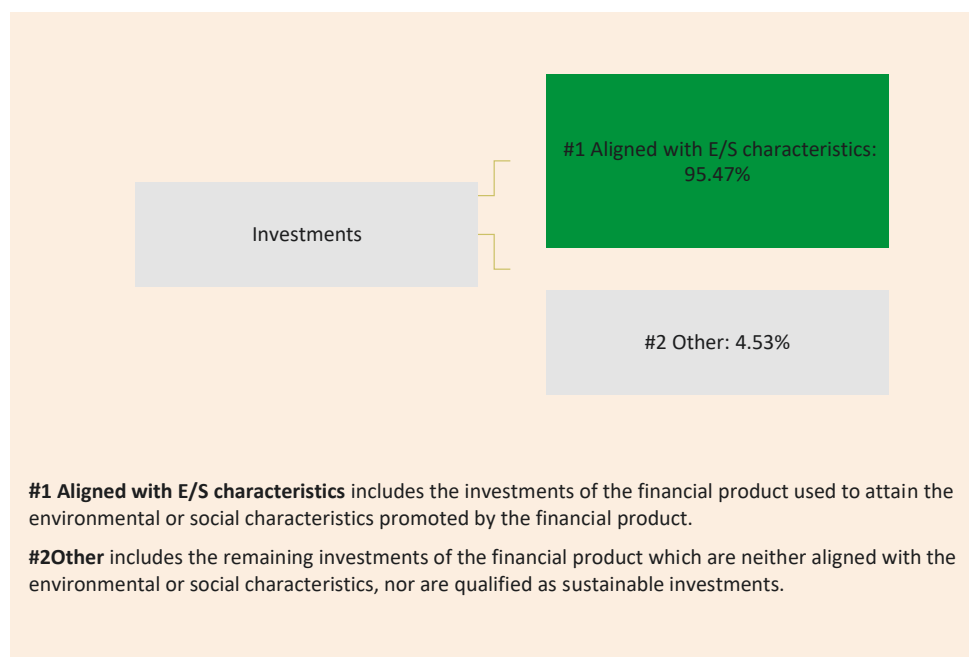 #1 Aligned with E/S characteristics:
95.47%
Investments
#2 Other: 4.53%
#1 Aligned with E/S characteristics includes the investments of the financial product used to attain the
environmental or social characteristics promoted by the financial product.
#2Other includes the remaining investments of the financial product which are neither aligned with the
environmental or social characteristics, nor are qualified as sustainable investments.